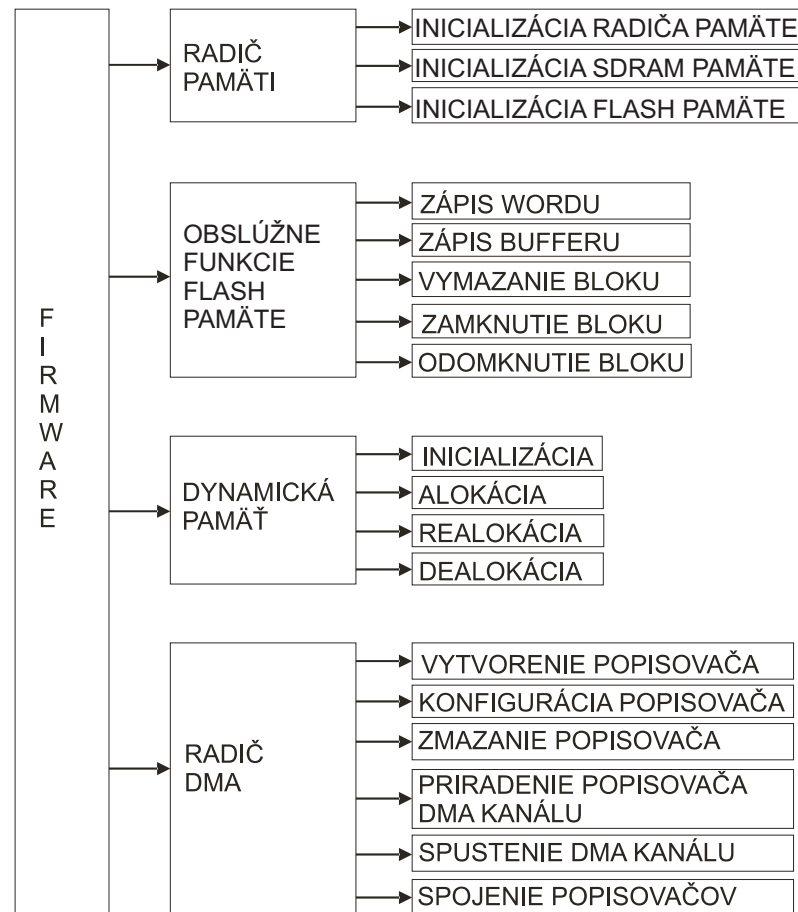 FIRMWARE
RADIČ
PAMÄTI
INICIALIZÁCIA RADIČA PAMÄTE
INICIALIZÁCIA SDRAM PAMÄTE
INICIALIZÁCIA FLASH PAMÄTE
OBSLÚŽNE
FUNKCIE
FLASH
PAMÄTE
ZÁPIS WORDU
ZÁPIS BUFFERU
VYMAZANIE BLOKU
ZAMKNUTIE BLOKU
ODOMKNUTIE BLOKU
DYNAMICKÁ
PAMÄŤ
INICIALIZÁCIA
ALOKÁCIA
REALOKÁCIA
DEALOKÁCIA
RADIČ
DMA
VYTVORENIE POPISOVAČA
KONFIGURÁCIA POPISOVAČA
ZMAZANIE POPISOVAČA
PRIRADENIE POPISOVAČA
DMA KANÁLU
SPUSTENIE DMA KANÁLU
SPOJENIE POPISOVAČOV